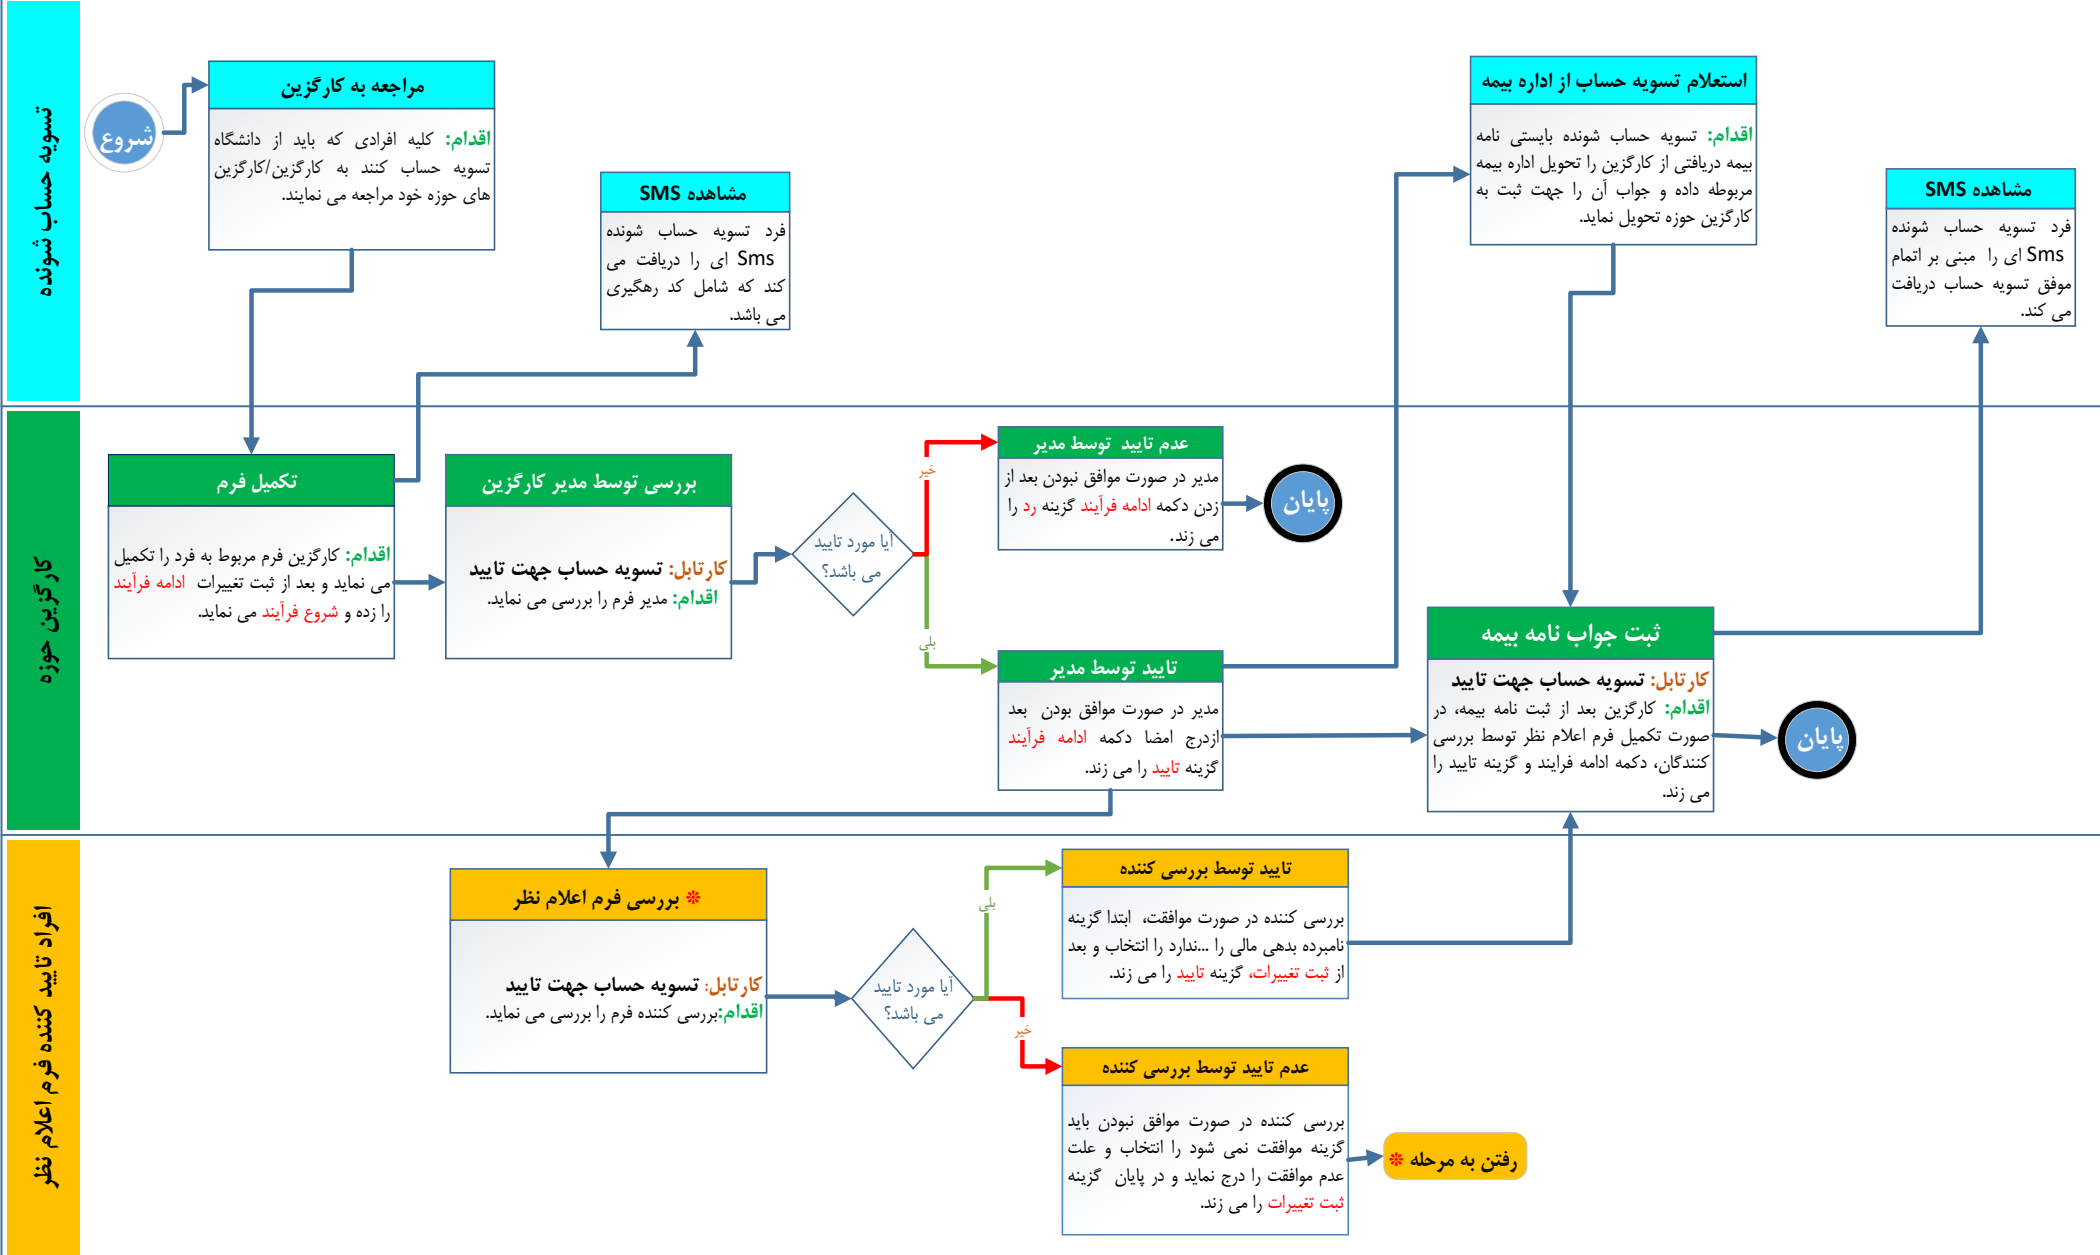 تسویه حساب شونده
شروع
مراجعه به کارگزین
اقدام: کلیه افرادی که باید از دانشگاه
تسویه حساب کنند به کارگزین/کارگزین
های حوزه خود مراجعه می نمایند.
مشاهده SMS
فرد تسویه حساب شونده
Sms ای را دریافت می
کند که شامل کد رهگیری
می باشد.
استعلام تسویه حساب از اداره بیمه
اقدام: تسویه حساب شونده بایستی نامه
بیمه دریافتی از کارگزین را تحویل اداره بیمه
مربوطه داده و جواب آن را جهت ثبت به
کارگزین حوزه تحویل نماید.
مشاهده SMS
فرد تسویه حساب شونده
Sms ای را مبنی بر اتمام
موفق تسویه حساب دریافت
می کند.
کارگزین حوزه
تکمیل فرم
اقدام: کارگزین فرم مربوط به فرد را تکمیل
می نماید و بعد از ثبت تغییرات ادامه فرآیند
را زده و شروع فرآیند می نماید.
بررسی توسط مدیر کارگزین
کارتابل: تسویه حساب جهت تایید
اقدام: مدیر فرم را بررسی می نماید.
آیا مورد تایید
می باشد؟
خیر
بلی
عدم تایید توسط مدیر
مدیر در صورت موافق نبودن بعد از
زدن دکمه ادامه فرآیند گزینه رد را
می زند.
پایان
تایید توسط مدیر
مدیر در صورت موافق بودن بعد
ازدرج امضا دکمه ادامه فرآیند
گزینه تایید را می زند.
ثبت جواب نامه بیمه
کارتابل: تسویه حساب جهت تایید
اقدام: کارگزین بعد از ثبت نامه بیمه، در
صورت تکمیل فرم اعلام نظر توسط بررسی
کنندگان، دکمه ادامه فرایند و گزینه تایید را
می زند.
پایان
افراد تایید کننده فرم اعلام نظر
* بررسی فرم اعلام نظر
کارتابل: تسویه حساب جهت تایید
اقدام:بررسی کننده فرم را بررسی می نماید.
آیا مورد تایید
می باشد؟
بلی
خیر
تایید توسط بررسی کننده
بررسی کننده در صورت موافقت، ابتدا گزینه
نامبرده بدهی مالی را ...ندارد را انتخاب و بعد
از ثبت تغییرات، گزینه تایید را می زند.
عدم تایید توسط بررسی کننده
بررسی کننده در صورت موافق نبودن باید
گزینه موافقت نمی شود را انتخاب و علت
عدم موافقت را درج نماید و در پایان گزینه
ثبت تغییرات را می زند.
رفتن به مرحله *